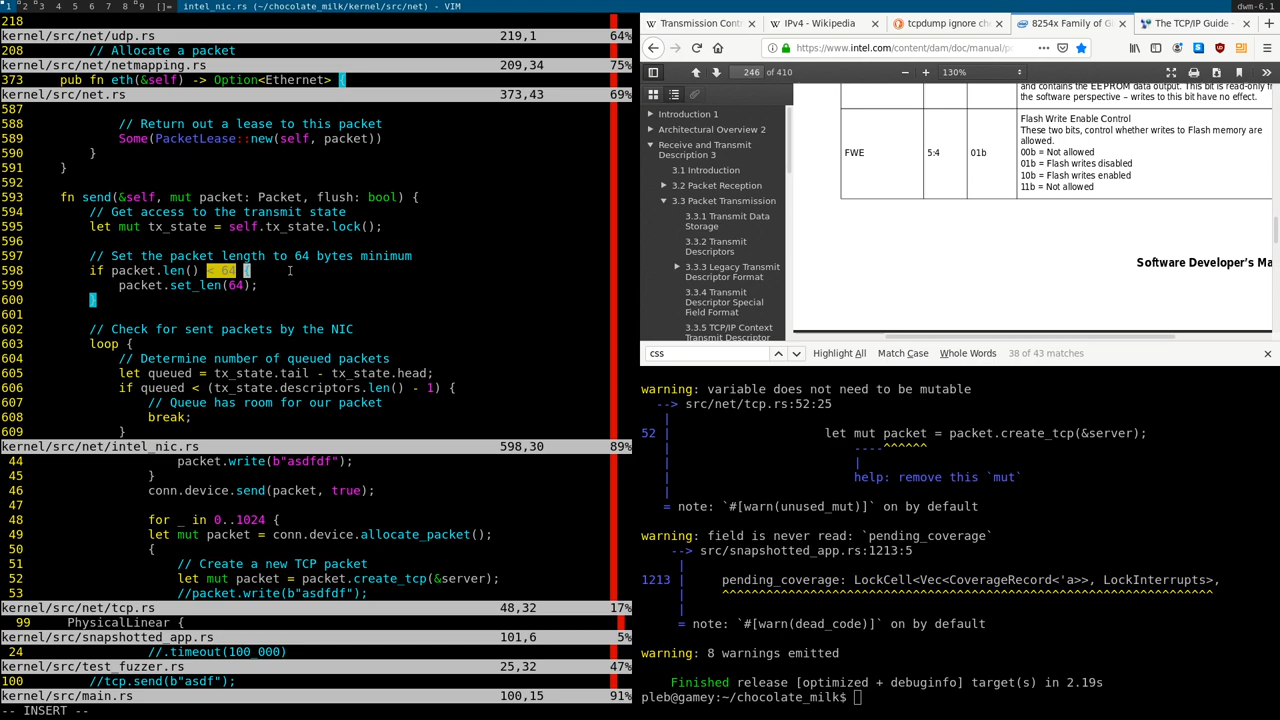 1 2 3 4 5 6 7 8 9 []= intel_nic.rs (~/chocolate_milk/kernel/src/net) - VIM
dwm-6.1
218
kernel/src/net/udp.rs 219,1 64%
208 // Allocate a packet
kernel/src/net/netmapping.rs 209,34 75%
373 pub fn eth(&self) -> Option<Ethernet> {
kernel/src/net.rs 373,43 69%
587
588 // Return out a lease to this packet
589 Some(PacketLease::new(self, packet))
590 }
591 }
592
593 fn send(&self, mut packet: Packet, flush: bool) {
594 // Get access to the transmit state
595 let mut tx_state = self.tx_state.lock();
596
597 // Set the packet length to 64 bytes minimum
598 if packet.len() < 64 {
599 packet.set_len(64);
600 }
601
602 // Check for sent packets by the NIC
603 loop {
604 // Determine number of queued packets
605 let queued = tx_state.tail - tx_state.head;
606 if queued < (tx_state.descriptors.len() - 1) {
607 // Queue has room for our packet
608 break;
609 }
kernel/src/net/intel_nic.rs 598,30 89%
44 packet.write(b"asdfdf");
45 }
46 conn.device.send(packet, true);
47
48 for _ in 0..1024 {
49 let mut packet = conn.device.allocate_packet();
50 {
51 // Create a new TCP packet
52 let mut packet = packet.create_tcp(&server);
53 //packet.write(b"asdfdf");
kernel/src/net/tcp.rs 48,32 17%
99 PhysicalLinear {
kernel/src/snapshotted_app.rs 101,6 5%
24 //.timeout(100_000)
kernel/src/test_fuzzer.rs 25,32 47%
100 //tcp.send(b"asdf");
kernel/src/main.rs 100,15 91%
-- INSERT --
Transmission Cont
IPv4 - Wikipedia
tcpdump ignore ch
8254x Family of G
The TCP/IP Guide -
https://www.intel.com/content/dam/doc/manual/p
246 of 410
130%
Introduction 1
Architectural Overview 2
Receive and Transmit
Description 3
3.1 Introduction
3.2 Packet Reception
3.3 Packet Transmission
3.3.1 Transmit Data
Storage
3.3.2 Transmit
Descriptors
3.3.3 Legacy Transmit
Descriptor Format
3.3.4 Transmit
Descriptor Special
Field Format
3.3.5 TCP/IP Context
Transmit Descriptor
and contains the EEPROM data output. This bit is read-only fr
the software perspective – writes to this bit have no effect.
FWE
5:4
01b
Flash Write Enable Control
These two bits, control whether writes to Flash memory are
allowed.
00b = Not allowed
01b = Flash writes disabled
10b = Flash writes enabled
11b = Not allowed
Software Developer's Ma
css
Highlight All Match Case Whole Words 38 of 43 matches
warning: variable does not need to be mutable
--> src/net/tcp.rs:52:25
|
52 | let mut packet = packet.create_tcp(&server);
| ----^^^^^^
| |
| help: remove this `mut`
|
= note: `#[warn(unused_mut)]` on by default
warning: field is never read: `pending_coverage`
--> src/snapshotted_app.rs:1213:5
|
1213 | pending_coverage: LockCell<Vec<CoverageRecord<'a>>, LockInterrupts>,
| ^^^^^^^^^^^^^^^^^^^^^^^^^^^^^^^^^^^^^^^^^^^^^^^^^^^^^^^^^^^^^^^^^^^
|
= note: `#[warn(dead_code)]` on by default
warning: 8 warnings emitted
Finished release [optimized + debuginfo] target(s) in 2.19s
pleb@gamey:~/chocolate_milk$